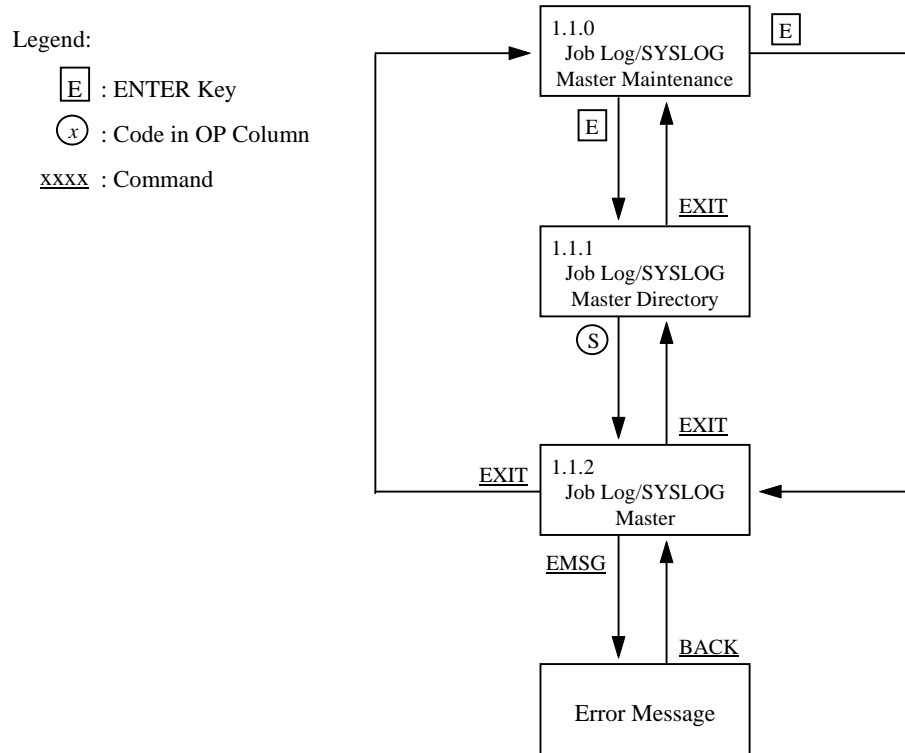 Legend:
E : ENTER Key
x : Code in OP Column
xxxx : Command
1.1.0
Job Log/SYSLOG
Master Maintenance
E
E
EXIT
1.1.1
Job Log/SYSLOG
Master Directory
S
EXIT
EXIT
1.1.2
Job Log/SYSLOG
Master
EMSG
BACK
Error Message